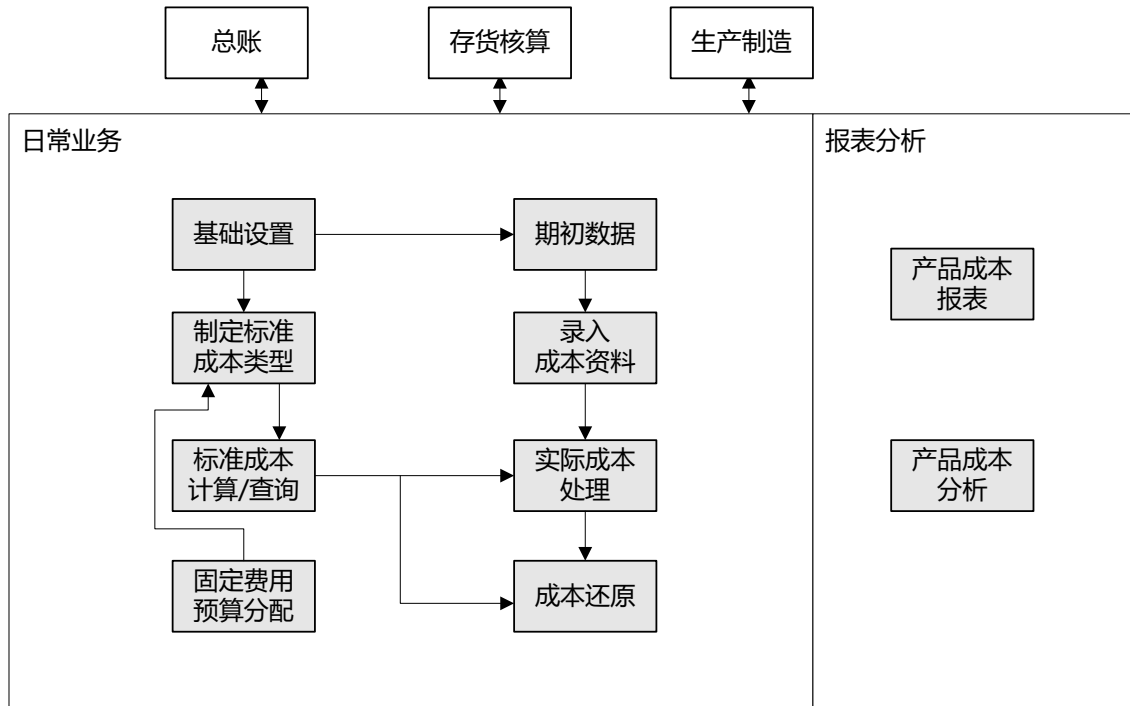 总账
存货核算
生产制造
日常业务
报表分析
基础设置
期初数据
产品成本
报表
制定标准
成本类型
录入
成本资料
标准成本
计算/查询
实际成本
处理
产品成本
分析
固定费用
预算分配
成本还原